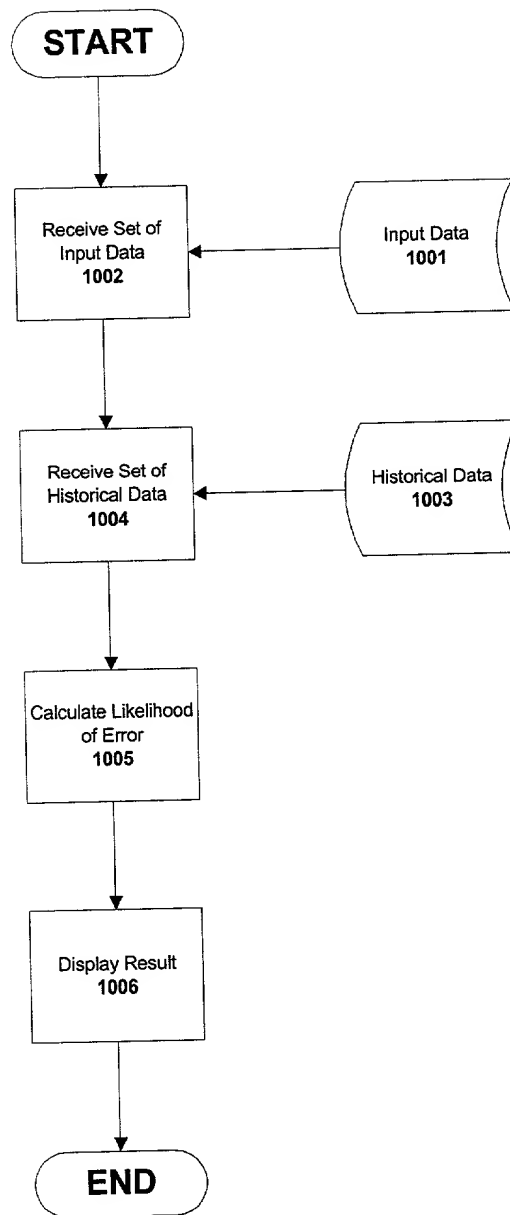 START
Receive Set of
Input Data
1002
Input Data
1001
Receive Set of
Historical Data
1004
Historical Data
1003
Calculate Likelihood
of Error
1005
Display Result
1006
END